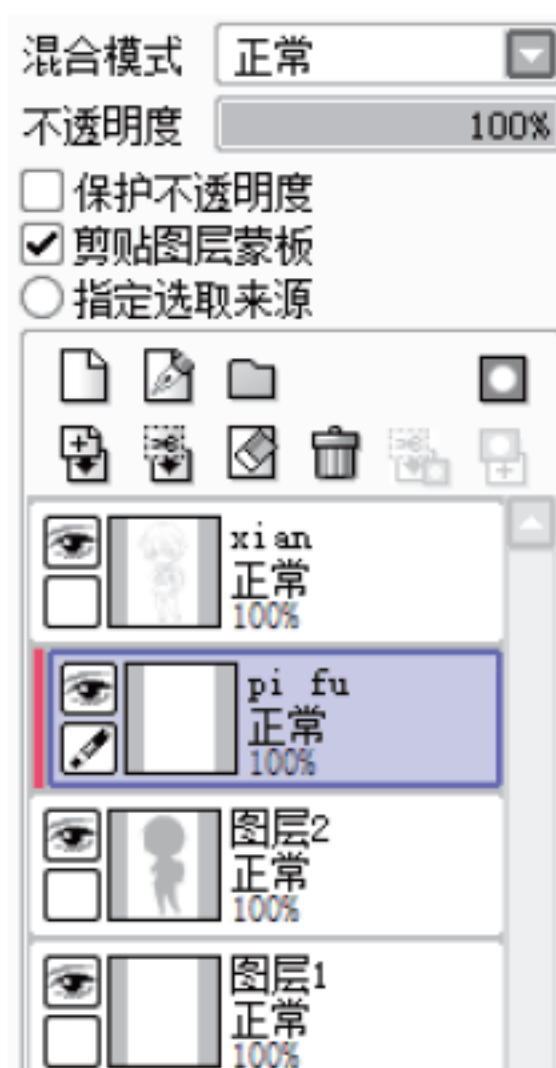 混合模式 正常
不透明度 100%
保护不透明度
剪贴图层蒙板
指定选取来源
xian
正常
100%
pi fu
正常
100%
图层2
正常
100%
图层1
正常
100%